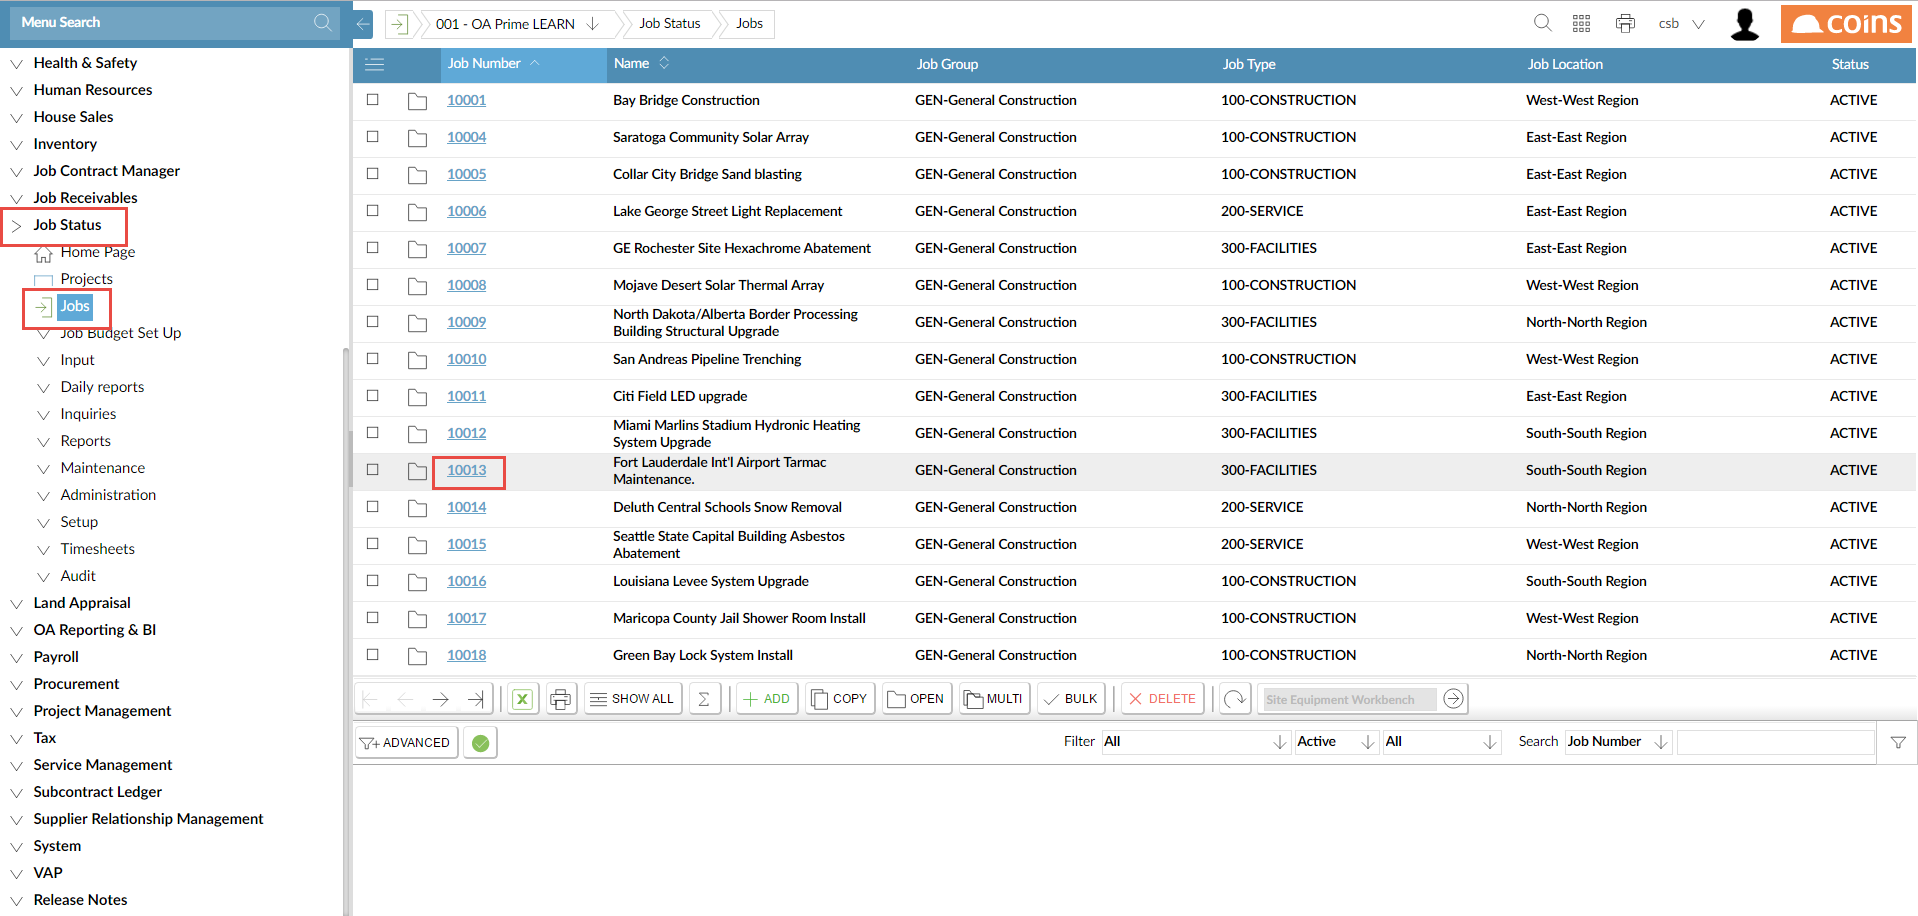 Menu Search
001 - OA Prime LEARN
Job Status
Jobs
csb
coins
Health & Safety
Human Resources
House Sales
Inventory
Job Contract Manager
Job Receivables
Job Status
Home Page
Projects
Jobs
Job Budget Set Up
Input
Daily reports
Inquiries
Reports
Maintenance
Administration
Setup
Timesheets
Audit
Land Appraisal
OA Reporting & BI
Payroll
Procurement
Project Management
Tax
Service Management
Subcontract Ledger
Supplier Relationship Management
System
VAP
Release Notes
Job Number Name Job Group Job Type Job Location Status
10001 Bay Bridge Construction GEN-General Construction 100-CONSTRUCTION West-West Region ACTIVE
10004 Saratoga Community Solar Array GEN-General Construction 100-CONSTRUCTION East-East Region ACTIVE
10005 Collar City Bridge Sand blasting GEN-General Construction 100-CONSTRUCTION East-East Region ACTIVE
10006 Lake George Street Light Replacement GEN-General Construction 200-SERVICE East-East Region ACTIVE
10007 GE Rochester Site Hexachrome Abatement GEN-General Construction 300-FACILITIES East-East Region ACTIVE
10008 Mojave Desert Solar Thermal Array GEN-General Construction 100-CONSTRUCTION West-West Region ACTIVE
10009 North Dakota/Alberta Border Processing
Building Structural Upgrade GEN-General Construction 300-FACILITIES North-North Region ACTIVE
10010 San Andreas Pipeline Trenching GEN-General Construction 100-CONSTRUCTION West-West Region ACTIVE
10011 Citi Field LED upgrade GEN-General Construction 300-FACILITIES East-East Region ACTIVE
10012 Miami Marlins Stadium Hydronic Heating
System Upgrade GEN-General Construction 300-FACILITIES South-South Region ACTIVE
10013 Fort Lauderdale Int'l Airport Tarmac
Maintenance. GEN-General Construction 300-FACILITIES South-South Region ACTIVE
10014 Deluth Central Schools Snow Removal GEN-General Construction 200-SERVICE North-North Region ACTIVE
10015 Seattle State Capital Building Asbestos
Abatement GEN-General Construction 200-SERVICE West-West Region ACTIVE
10016 Louisiana Levee System Upgrade GEN-General Construction 100-CONSTRUCTION South-South Region ACTIVE
10017 Maricopa County Jail Shower Room Install GEN-General Construction 100-CONSTRUCTION West-West Region ACTIVE
10018 Green Bay Lock System Install GEN-General Construction 100-CONSTRUCTION North-North Region ACTIVE
SHOW ALL Σ ADD COPY OPEN MULTI BULK DELETE Site Equipment Workbench
ADVANCED Filter All Active All Search Job Number